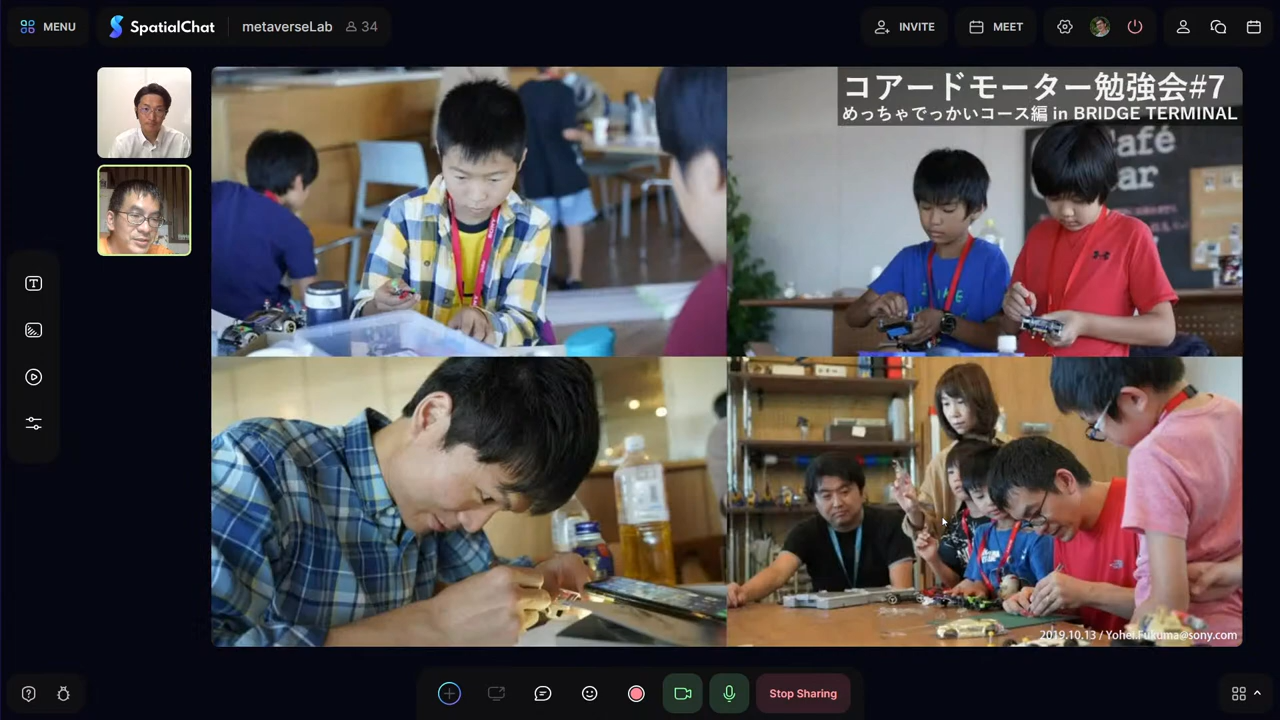 MENU
SpatialChat
metaverseLab
34
INVITE
MEET
コアードモーター勉強会#7
めっちゃでっかいコース編 in BRIDGE TERMINAL
Café
2019.10.13 / Yohei.Fukuma@sony.com
Stop Sharing